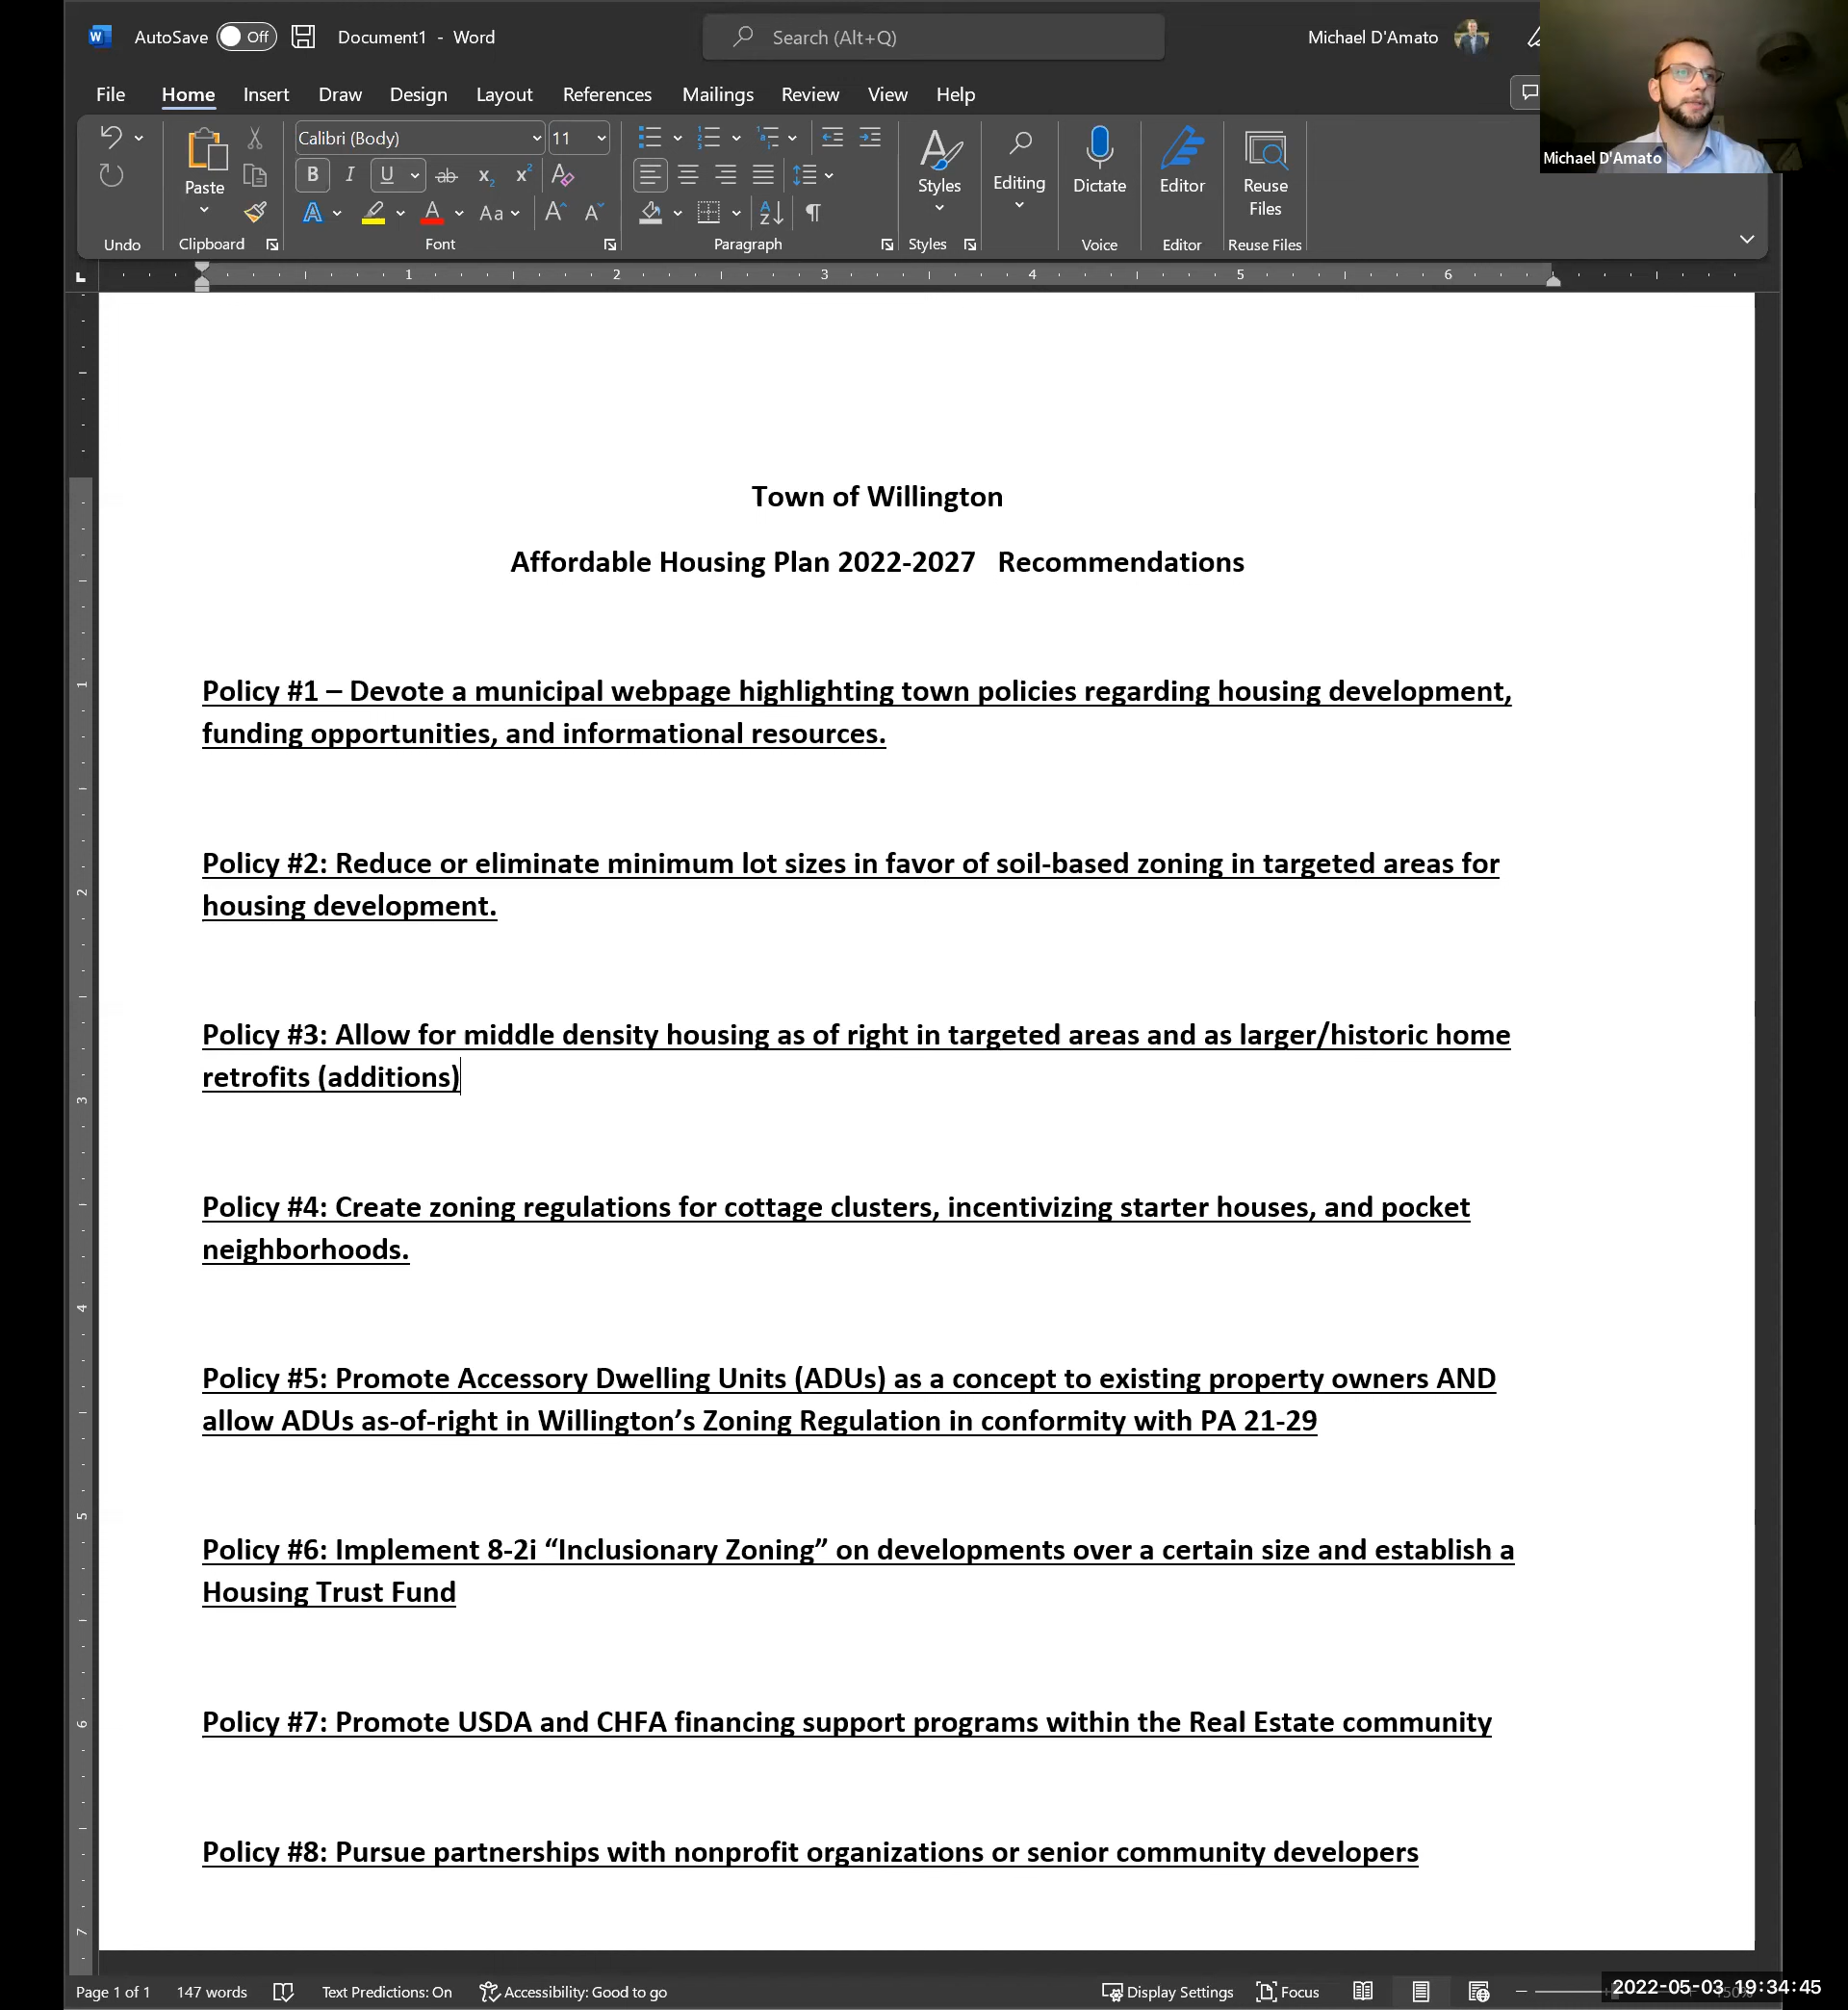 AutoSave Off Document1 - Word Search (Alt+Q) Michael D'Amato
File Home Insert Draw Design Layout References Mailings Review View Help
Michael D'Amato
Calibri (Body) 11
Paste
Styles Editing Dictate Editor Reuse Files
Undo Clipboard Font Paragraph Styles Voice Editor Reuse Files
1 2 3 4 5 6
Town of Willington
Affordable Housing Plan 2022-2027 Recommendations
Policy #1 – Devote a municipal webpage highlighting town policies regarding housing development,
funding opportunities, and informational resources.
Policy #2: Reduce or eliminate minimum lot sizes in favor of soil-based zoning in targeted areas for
housing development.
Policy #3: Allow for middle density housing as of right in targeted areas and as larger/historic home
retrofits (additions)
Policy #4: Create zoning regulations for cottage clusters, incentivizing starter houses, and pocket
neighborhoods.
Policy #5: Promote Accessory Dwelling Units (ADUs) as a concept to existing property owners AND
allow ADUs as-of-right in Willington’s Zoning Regulation in conformity with PA 21-29
Policy #6: Implement 8-2i “Inclusionary Zoning” on developments over a certain size and establish a
Housing Trust Fund
Policy #7: Promote USDA and CHFA financing support programs within the Real Estate community
Policy #8: Pursue partnerships with nonprofit organizations or senior community developers
Page 1 of 1 147 words Text Predictions: On Accessibility: Good to go Display Settings Focus
2022-05-03 19:34:45